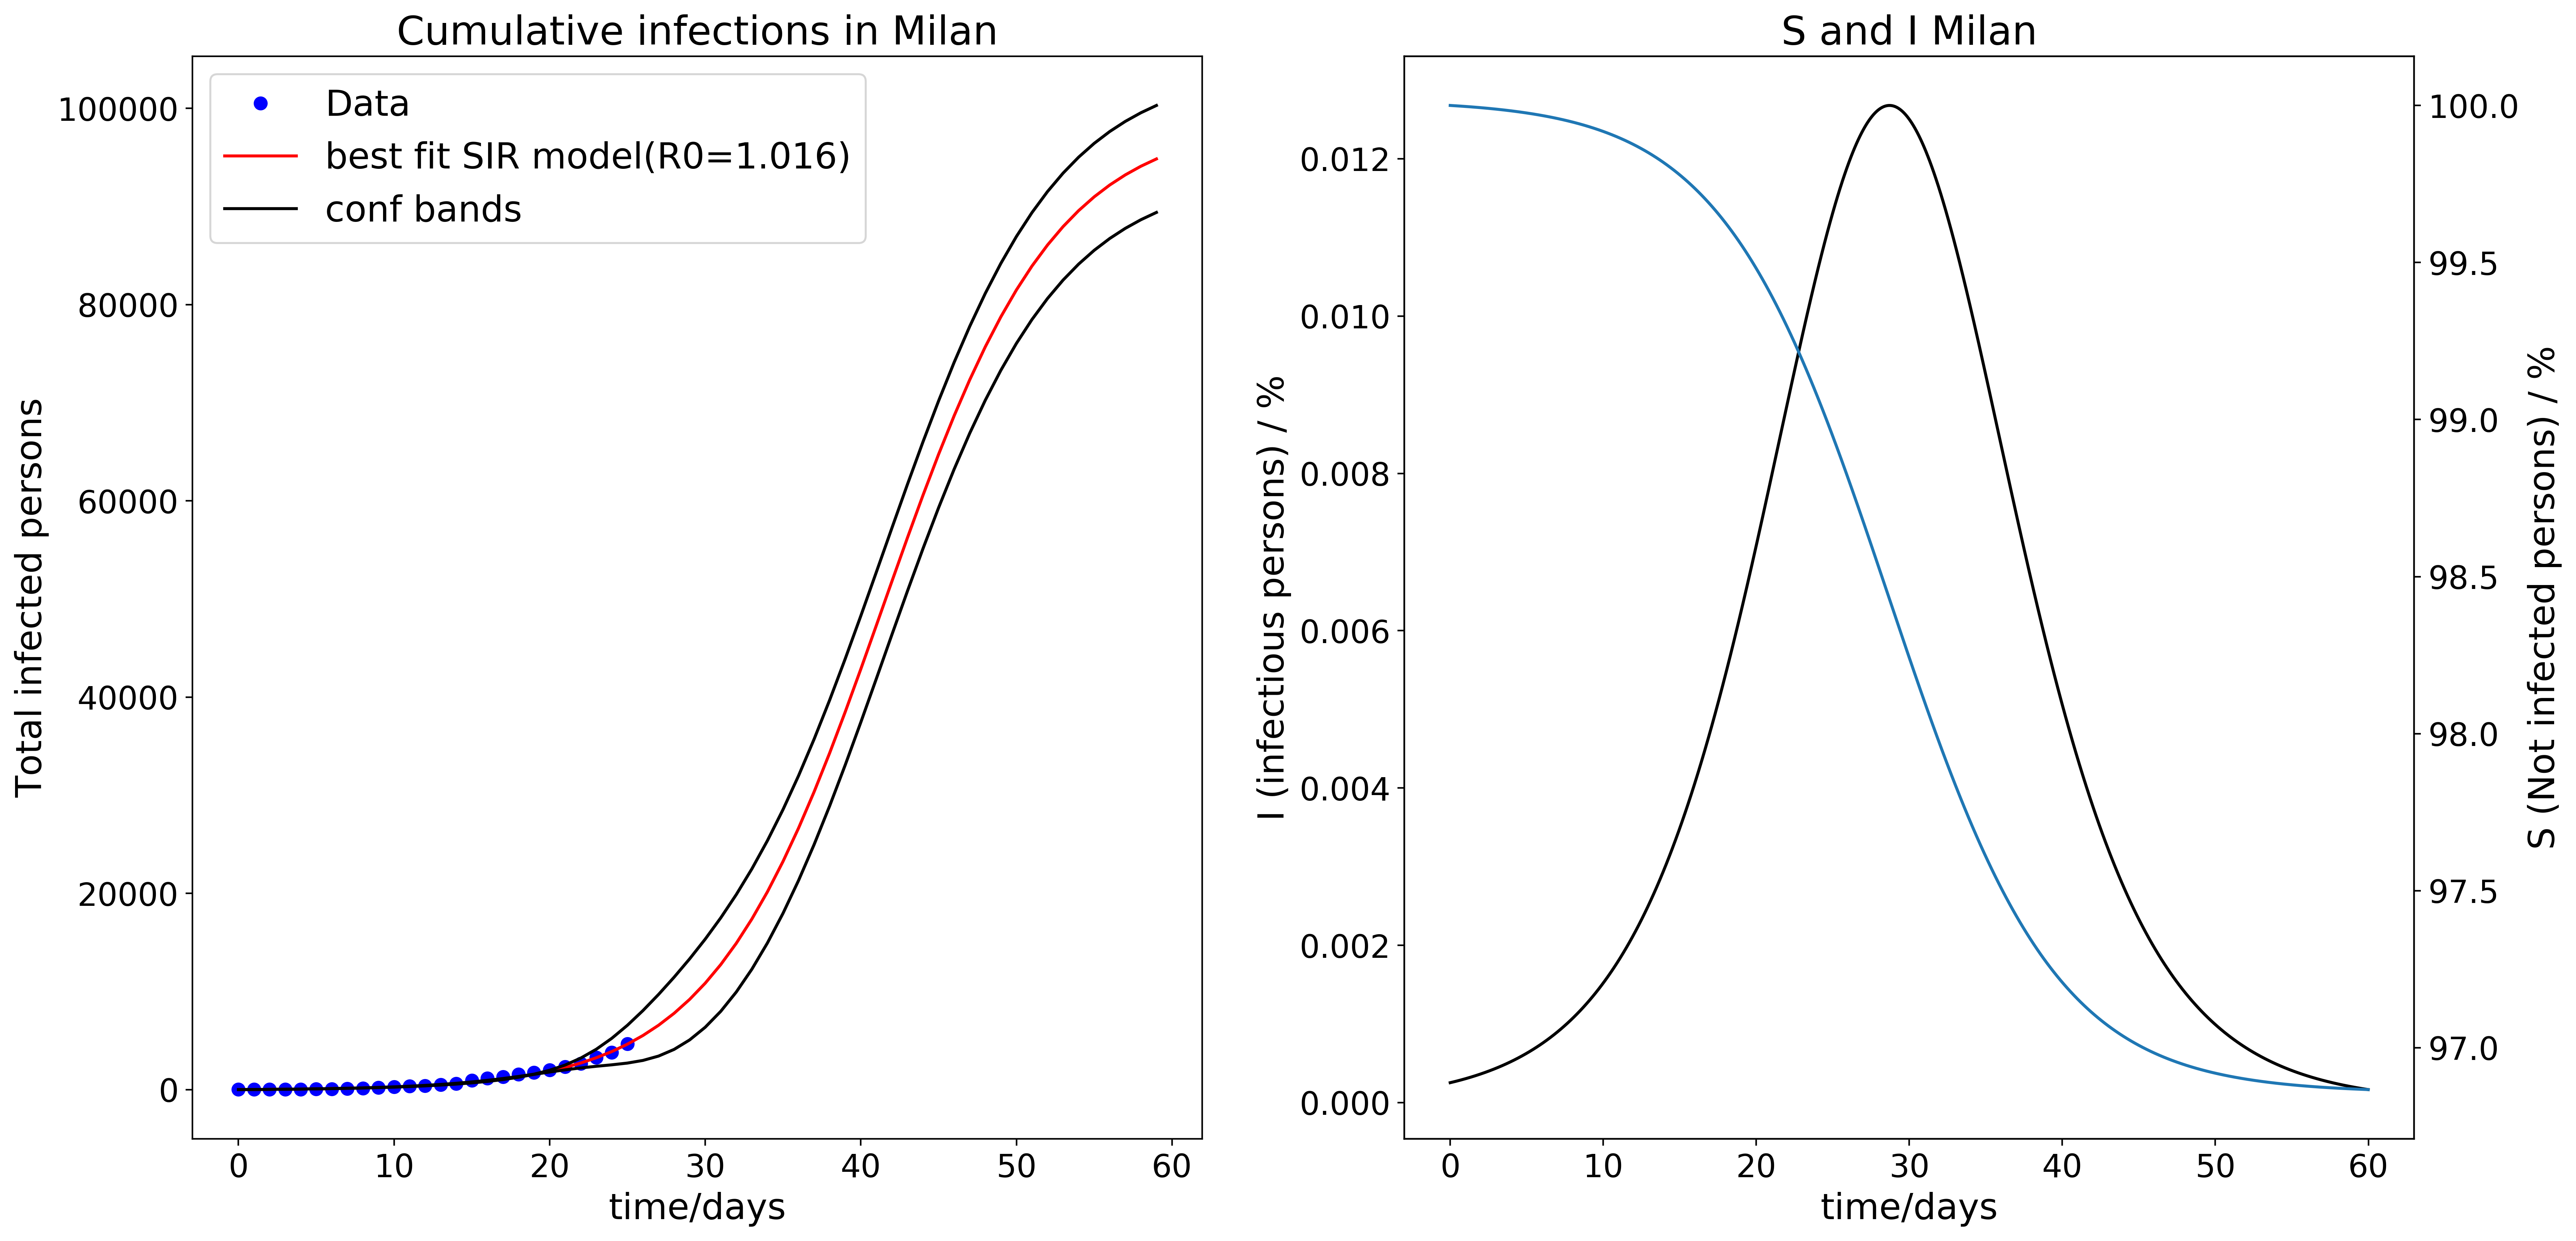 Cumulative infections in Milan
Data
best fit SIR model(R0=1.016)
conf bands
Total infected persons
100000
80000
60000
40000
20000
0
0 10 20 30 40 50 60
time/days
S and I Milan
I (infectious persons) / %
0.012
0.010
0.008
0.006
0.004
0.002
0.000
100.0
99.5
99.0
98.5
98.0
97.5
97.0
S (Not infected persons) / %
0 10 20 30 40 50 60
time/days